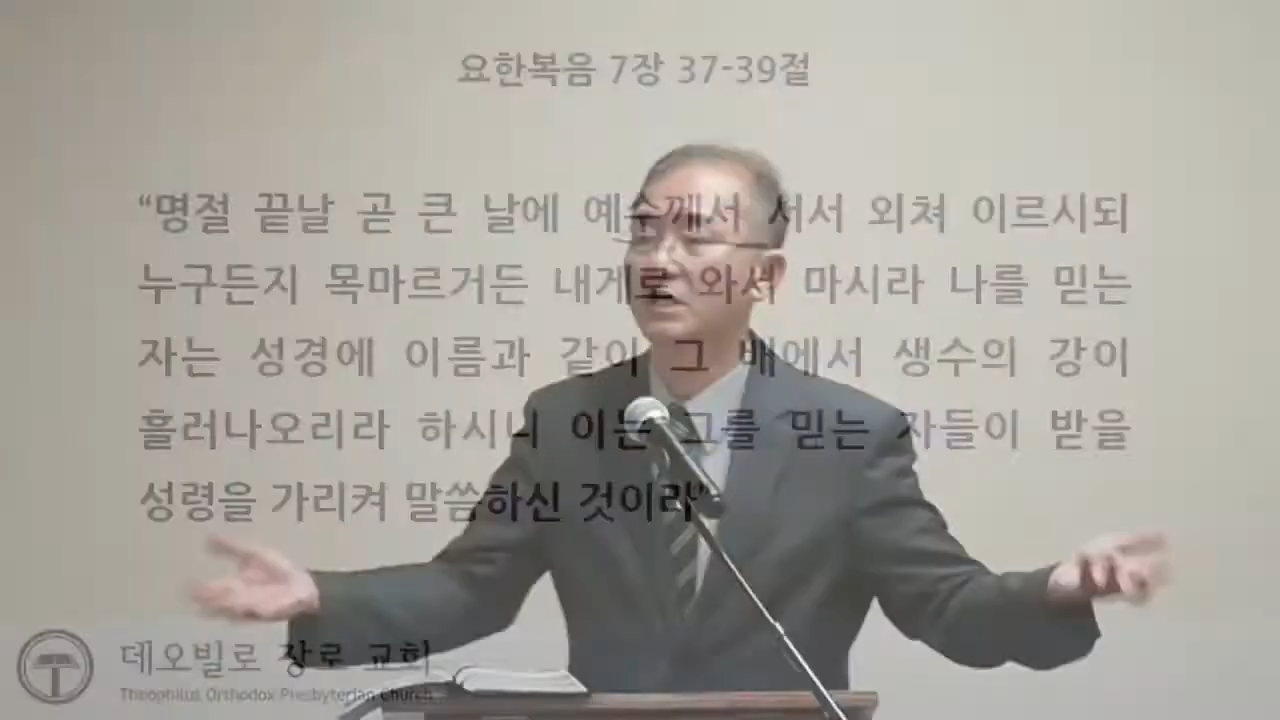 요한복음 7장 37-39절
“명절 끝날 곧 큰 날에 예수께서 서서 외쳐 이르시되
누구든지 목마르거든 내게로 와서 마시라 나를 믿는
자는 성경에 이름과 같이 그 배에서 생수의 강이
흘러나오리라 하시니 이는 그를 믿는 자들이 받을
성령을 가리켜 말씀하신 것이라”
데오빌로 장로 교회
Theophilus Orthodox Presbyterian Church